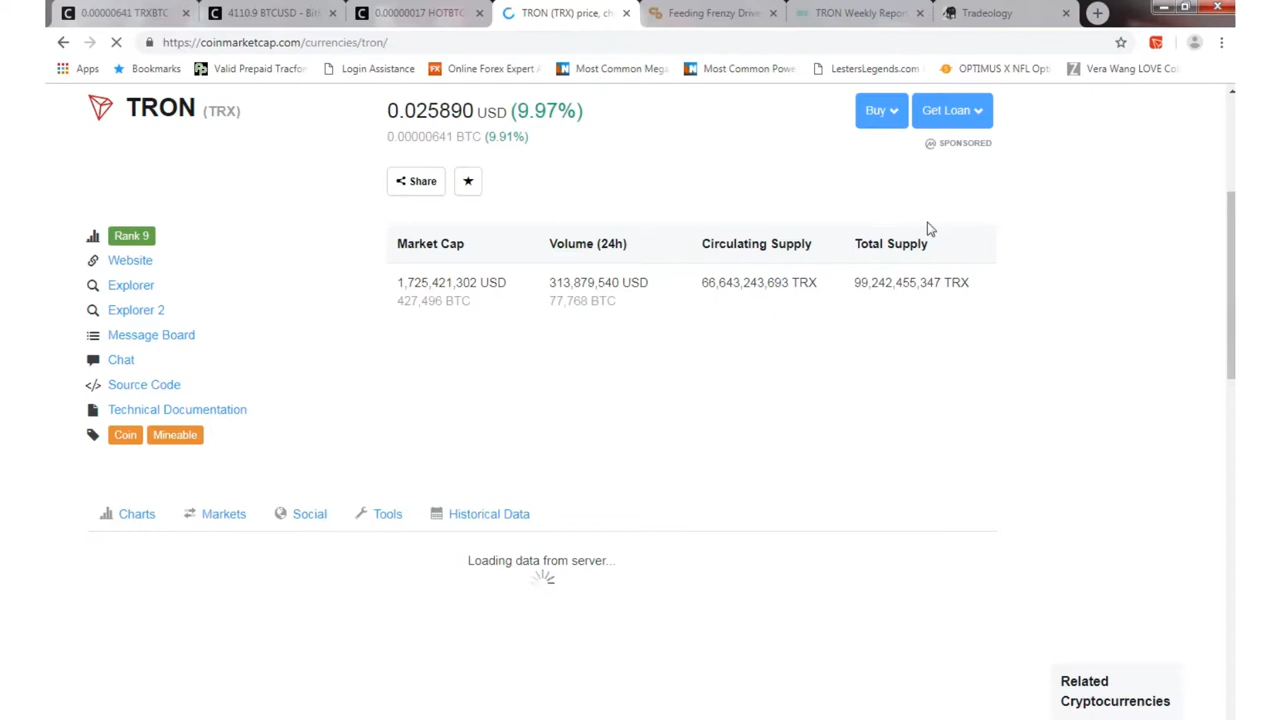 0.00000641 TRXBTC
4110.9 BTCUSD - Bit
0.00000017 HOTBTC
TRON (TRX) price, ch
Feeding Frenzy Drive
TRON Weekly Report
Tradeology
https://coinmarketcap.com/currencies/tron/
Apps
Bookmarks
Valid Prepaid Tracfon
Login Assistance
Online Forex Expert A
Most Common Mega
Most Common Powe
LestersLegends.com
OPTIMUS X NFL Opti
Vera Wang LOVE Col
TRON (TRX)
0.025890 USD (9.97%)
0.00000641 BTC (9.91%)
Buy
Get Loan
SPONSORED
Share
Rank 9
Website
Explorer
Explorer 2
Message Board
Chat
Source Code
Technical Documentation
Coin Mineable
Market Cap Volume (24h) Circulating Supply Total Supply
1,725,421,302 USD 313,879,540 USD 66,643,243,693 TRX 99,242,455,347 TRX
427,496 BTC 77,768 BTC
Charts Markets Social Tools Historical Data
Loading data from server...
Related
Cryptocurrencies